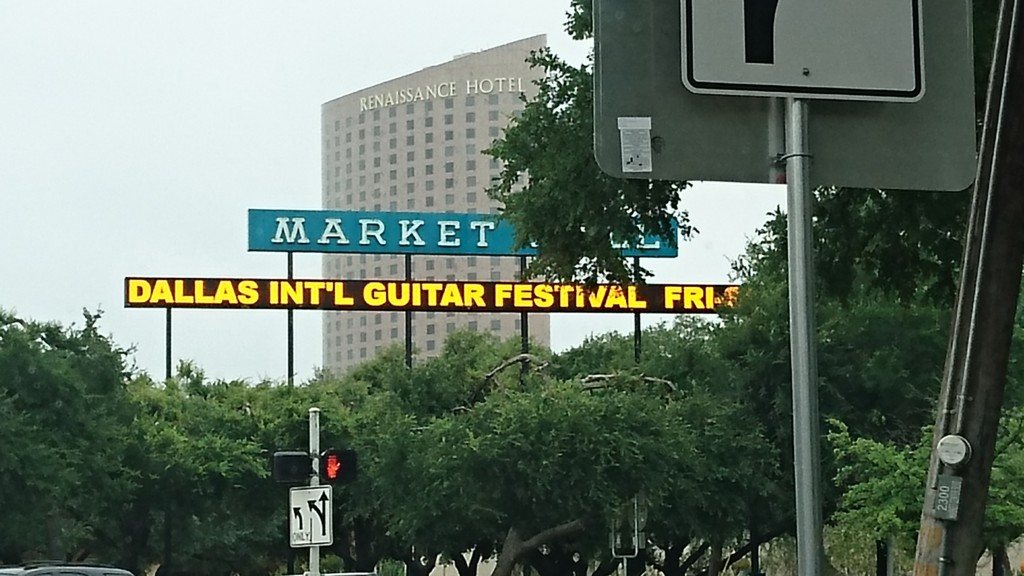 RENAISSANCE HOTEL
MARKET
DALLAS INT'L GUITAR FESTIVAL FRI-S
ONLY
2300